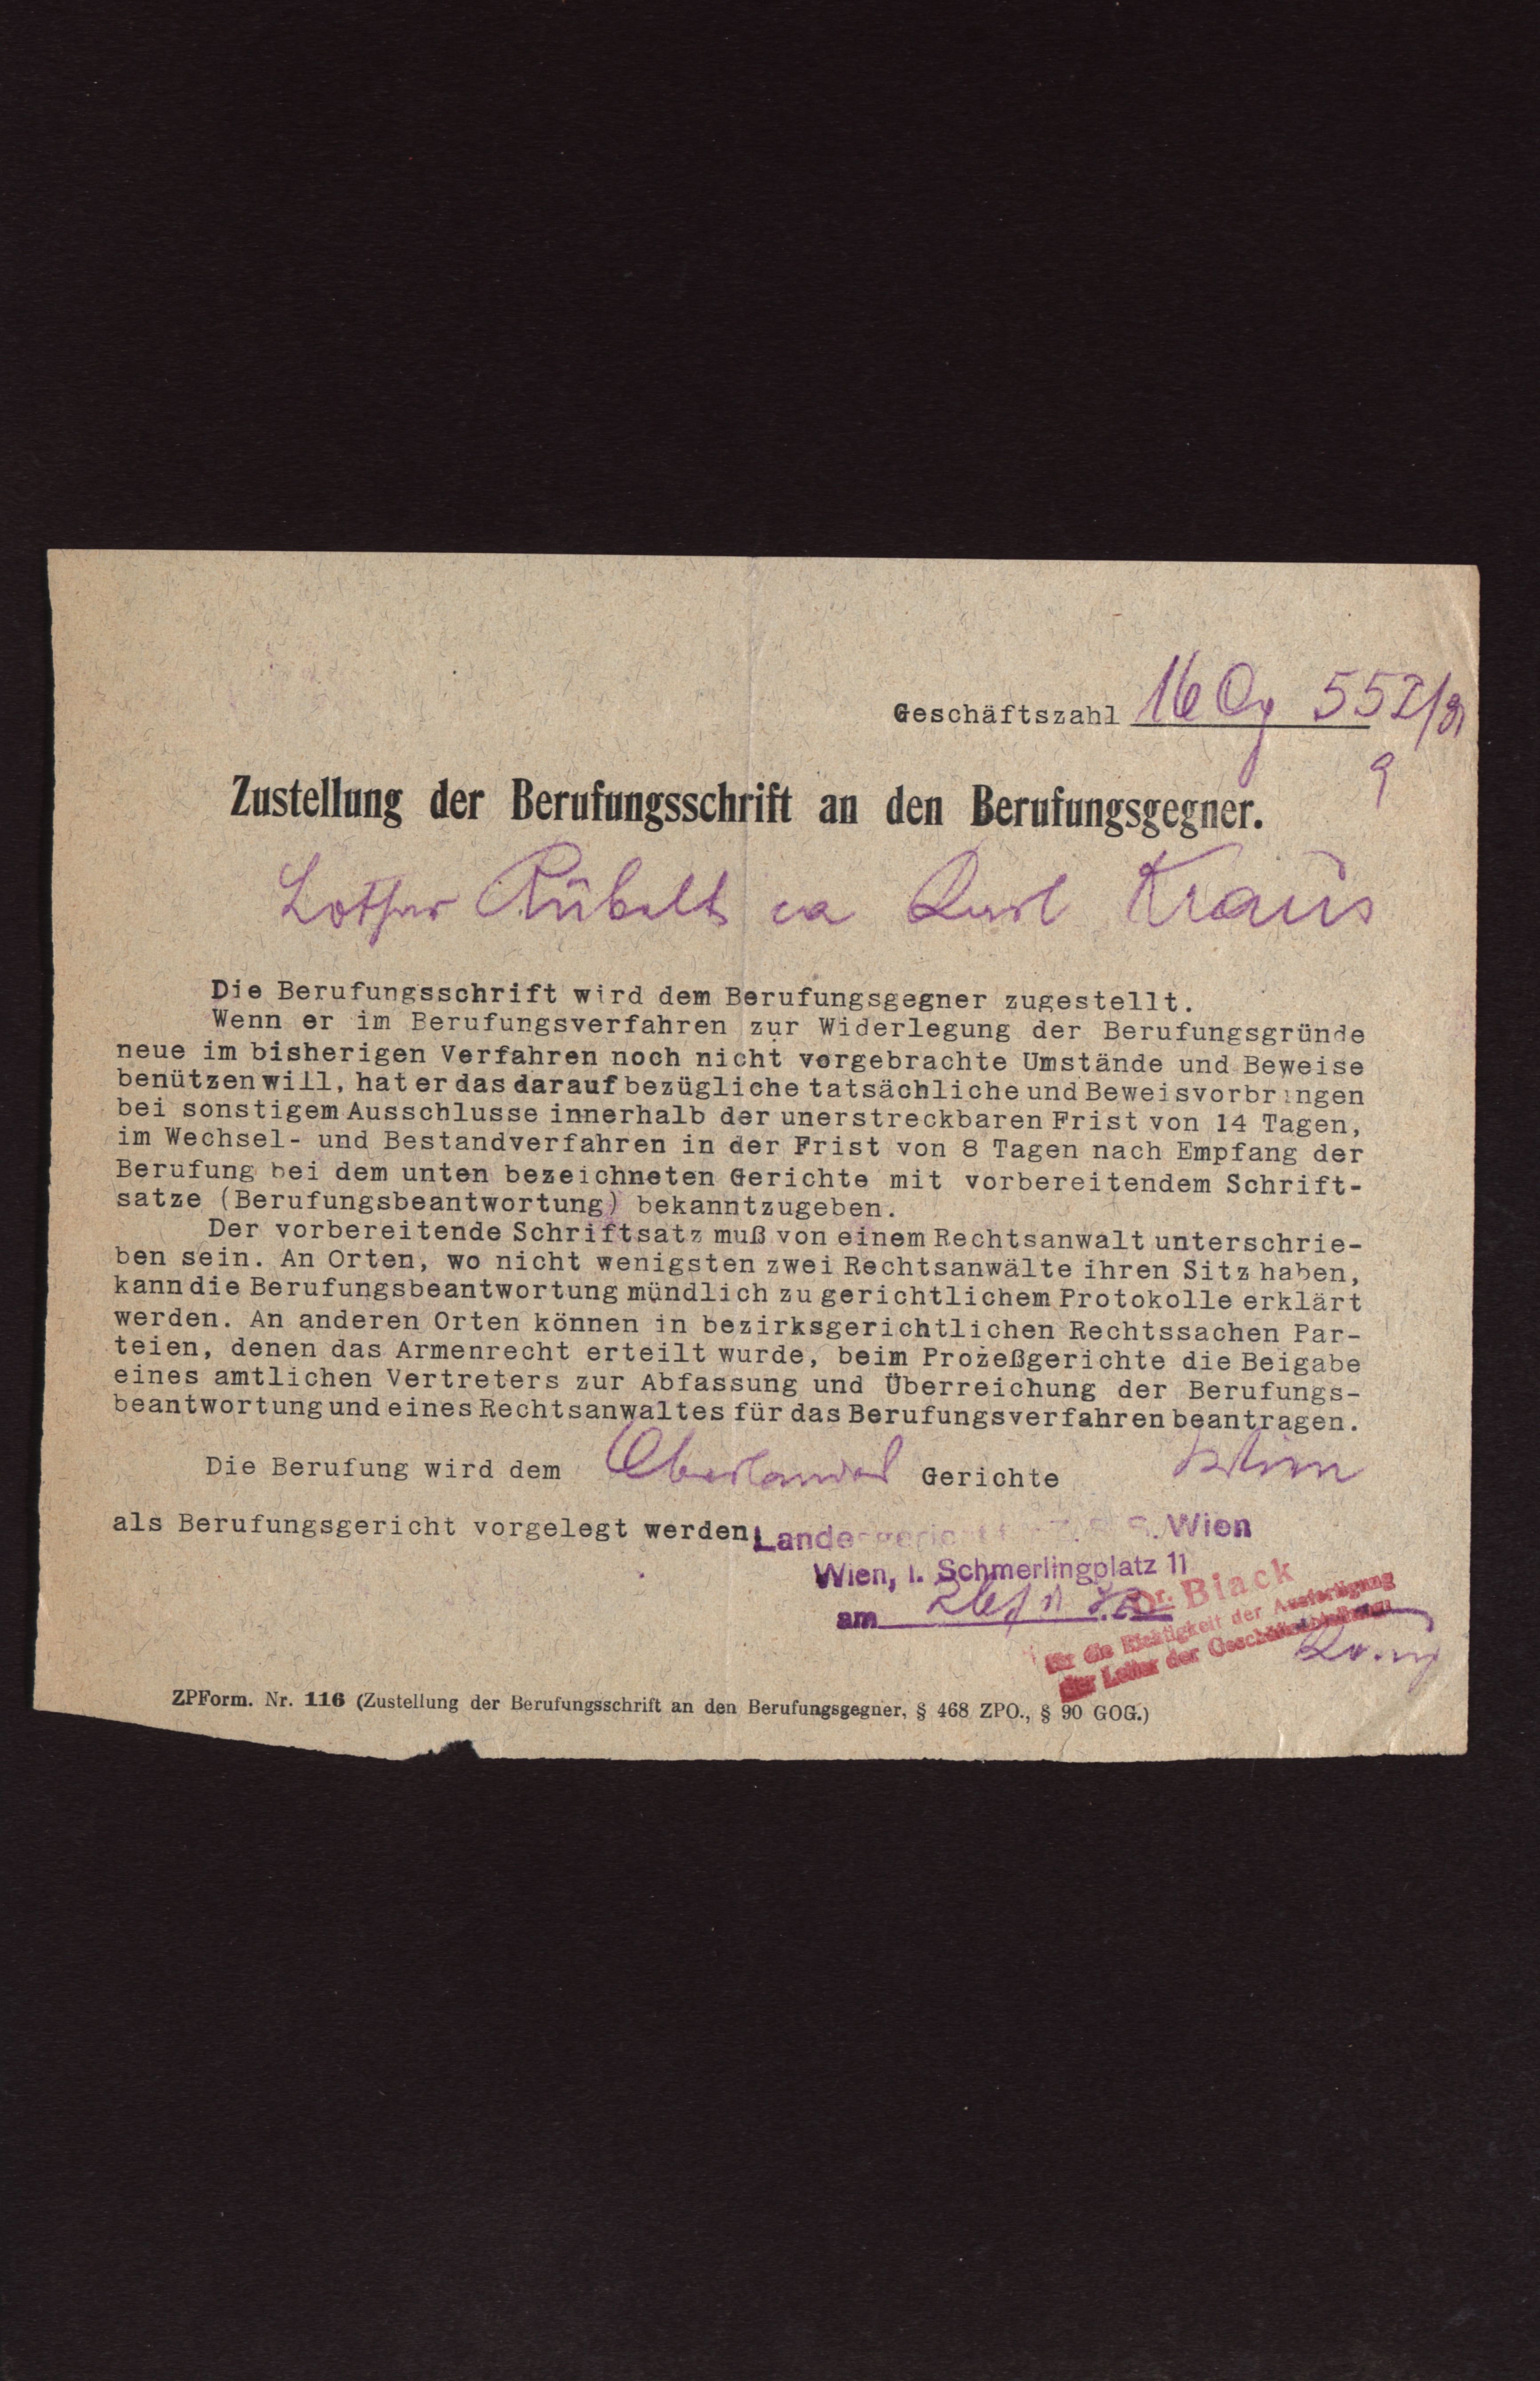 Geschäftszahl 16 Cg 552/31
9
Zustellung der Berufungsschrift an den Berufungsgegner.
Lothar Rübelt ca Karl Kraus
Die Berufungsschrift wird dem Berufungsgegner zugestellt.
Wenn er im Berufungsverfahren zur Widerlegung der Berufungsgründe
neue im bisherigen Verfahren noch nicht vorgebrachte Umstände und Beweise
benützen will, hat er das darauf bezügliche tatsächliche und Beweisvorbringen
bei sonstigem Ausschlusse innerhalb der unerstreckbaren Frist von 14 Tagen,
im Wechsel- und Bestandverfahren in der Frist von 8 Tagen nach Empfang der
Berufung bei dem unten bezeichneten Gerichte mit vorbereitendem Schrift-
satze (Berufungsbeantwortung) bekanntzugeben.
Der vorbereitende Schriftsatz muß von einem Rechtsanwalt unterschrie-
ben sein. An Orten, wo nicht wenigsten zwei Rechtsanwälte ihren Sitz haben,
kann die Berufungsbeantwortung mündlich zu gerichtlichem Protokolle erklärt
werden. An anderen Orten können in bezirksgerichtlichen Rechtssachen Par-
teien, denen das Armenrecht erteilt wurde, beim Prozeßgerichte die Beigabe
eines amtlichen Vertreters zur Abfassung und Überreichung der Berufungs-
beantwortung und eines Rechtsanwaltes für das Berufungsverfahren beantragen.
Die Berufung wird dem Oberlandes Gerichte Wien
als Berufungsgericht vorgelegt werden.
Landesgericht f. Z. R. S. Wien
Wien, I. Schmerlingplatz 11
am
Dr. Biack
Für die Richtigkeit der Ausfertigung
der Leiter der Geschäftsabteilung:
ZPForm. Nr. 116 (Zustellung der Berufungsschrift an den Berufungsgegner, § 468 ZPO., § 90 GOG.)